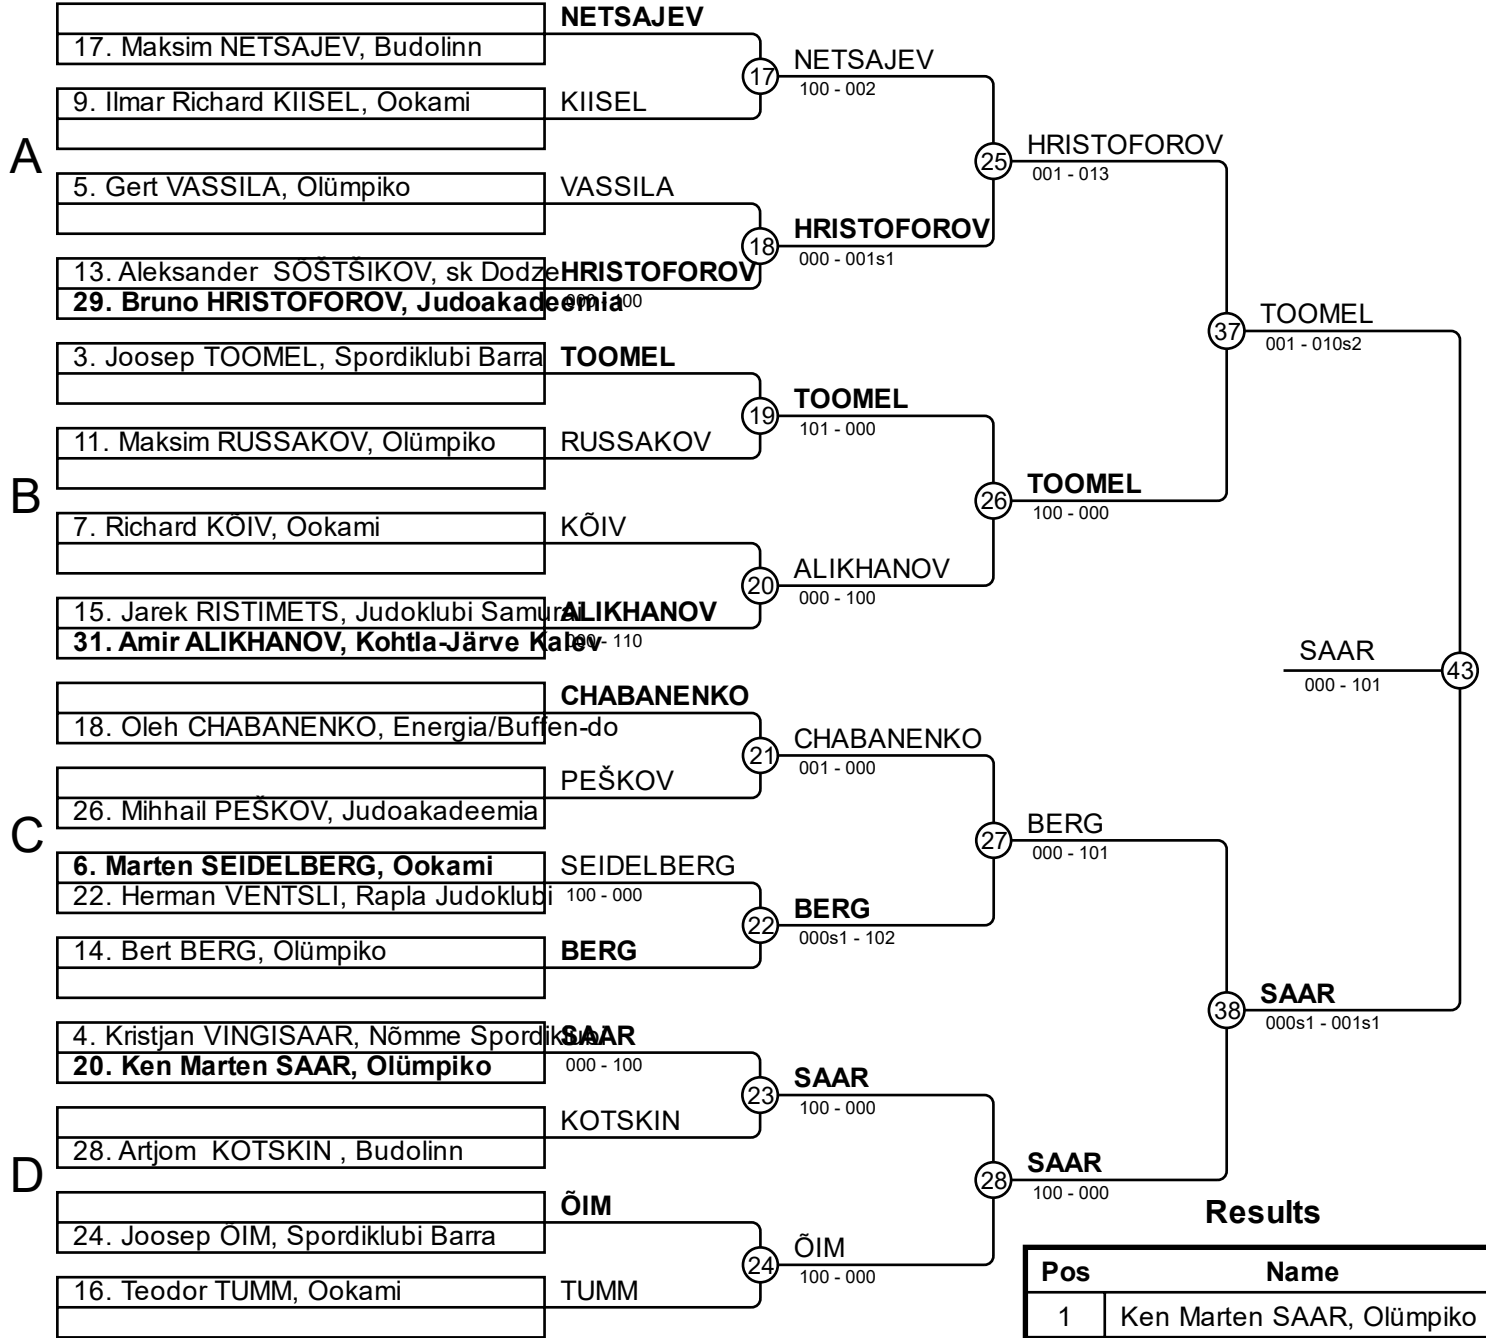 NETSAJEV
17. Maksim NETSAJEV, Budolinn
17
NETSAJEV
100 - 002
9. Ilmar Richard KIISEL, Ookami
KIISEL
A
25
HRISTOFOROV
001 - 013
5. Gert VASSILA, Olümpiko
VASSILA
18
HRISTOFOROV
000 - 001s1
13. Aleksander SÕŠTŠIKOV, sk Dodze
HRISTOFOROV
29. Bruno HRISTOFOROV, Judoakadeemia
000 - 100
37
TOOMEL
001 - 010s2
3. Joosep TOOMEL, Spordiklubi Barra
TOOMEL
19
TOOMEL
101 - 000
11. Maksim RUSSAKOV, Olümpiko
RUSSAKOV
B
26
TOOMEL
100 - 000
7. Richard KÕIV, Ookami
KÕIV
20
ALIKHANOV
000 - 100
15. Jarek RISTIMETS, Judoklubi Samurai
ALIKHANOV
31. Amir ALIKHANOV, Kohtla-Järve Kalev
000 - 110
SAAR
000 - 101
43
CHABANENKO
18. Oleh CHABANENKO, Energia/Buffen-do
21
CHABANENKO
001 - 000
PEŠKOV
26. Mihhail PEŠKOV, Judoakadeemia
C
27
BERG
000 - 101
6. Marten SEIDELBERG, Ookami
SEIDELBERG
22. Herman VENTSLI, Rapla Judoklubi
100 - 000
22
BERG
000s1 - 102
14. Bert BERG, Olümpiko
BERG
38
SAAR
000s1 - 001s1
4. Kristjan VINGISAAR, Nõmme Spordiklubi
SAAR
20. Ken Marten SAAR, Olümpiko
000 - 100
23
SAAR
100 - 000
KOTSKIN
28. Artjom KOTSKIN , Budolinn
D
28
SAAR
100 - 000
ÕIM
24. Joosep ÕIM, Spordiklubi Barra
24
ÕIM
100 - 000
16. Teodor TUMM, Ookami
TUMM
Results
Pos Name
1 Ken Marten SAAR, Olümpiko